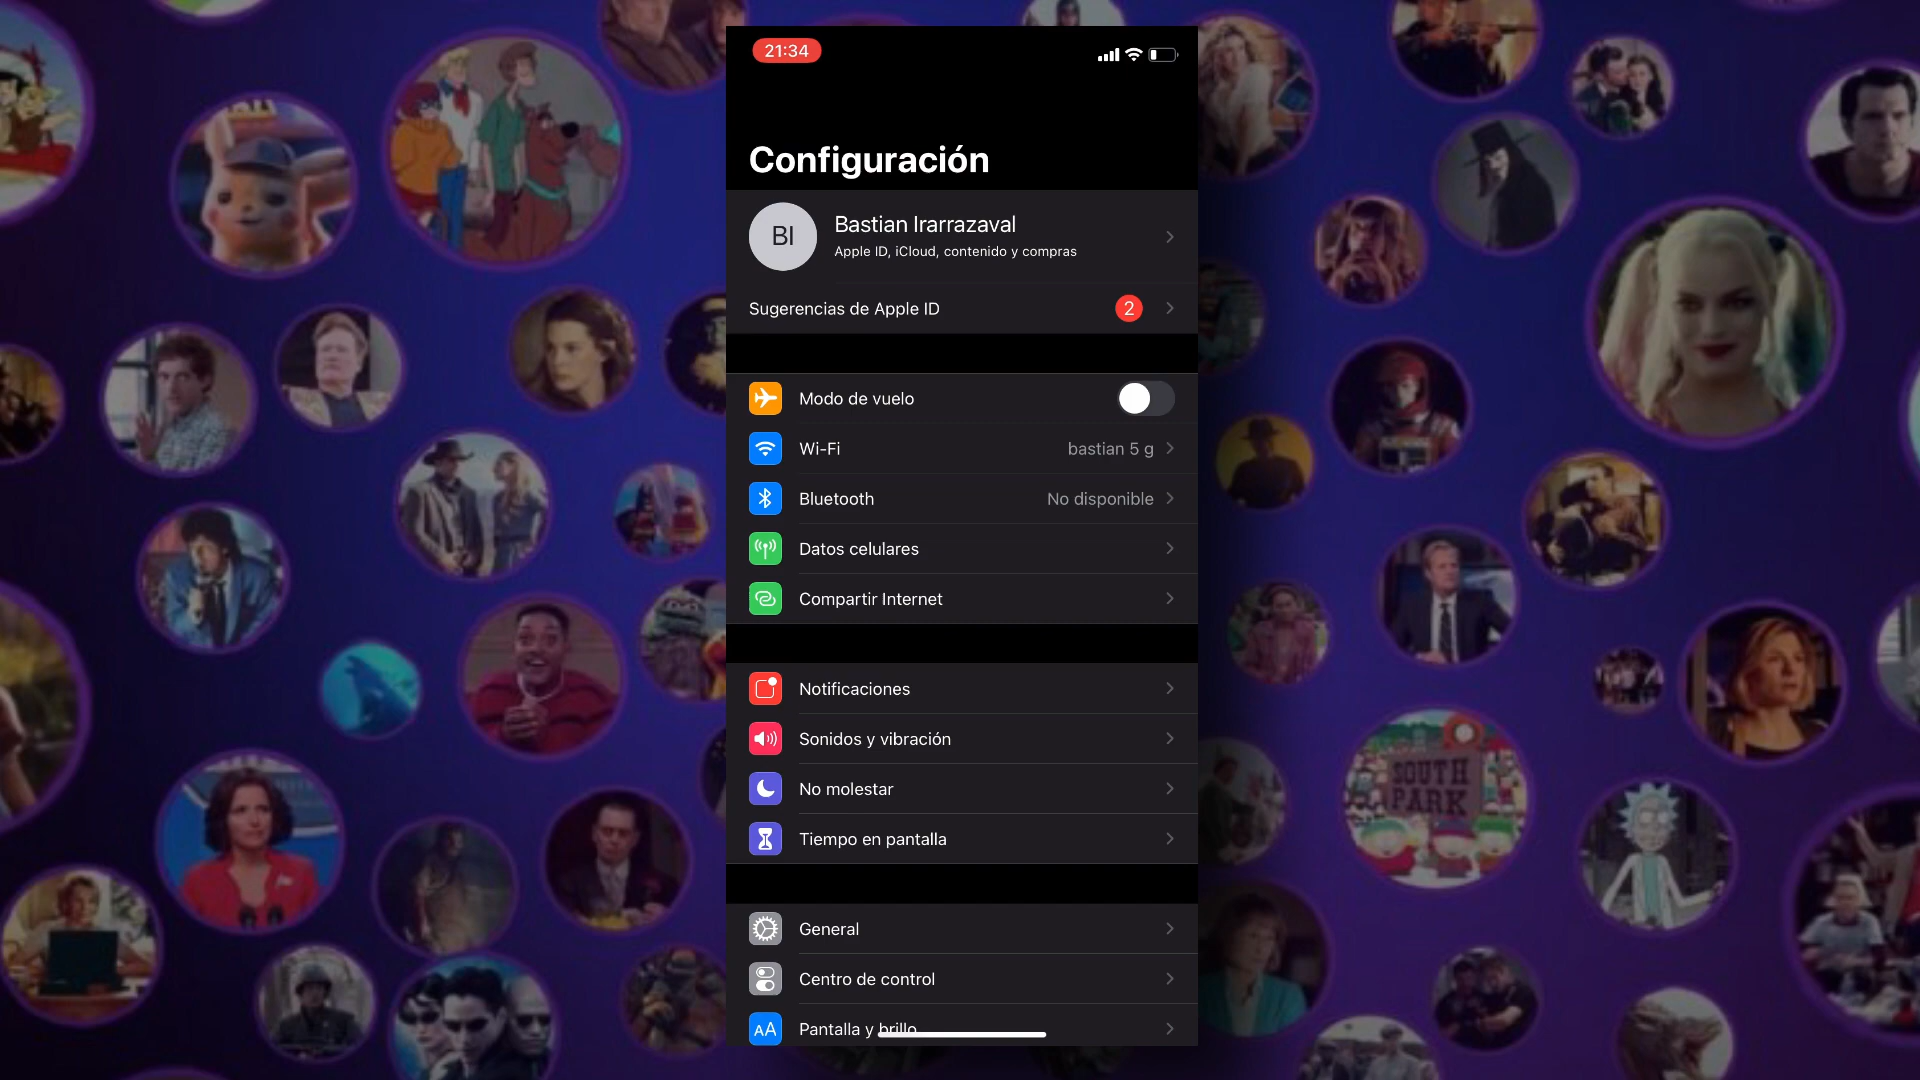 21:34
Configuración
BI
Bastian Irarrazaval
Apple ID, iCloud, contenido y compras
Sugerencias de Apple ID 2
Modo de vuelo
Wi-Fi bastian 5 g
Bluetooth No disponible
Datos celulares
Compartir Internet
Notificaciones
Sonidos y vibración
No molestar
Tiempo en pantalla
General
Centro de control
AA Pantalla y brillo
SOUTH
PARK